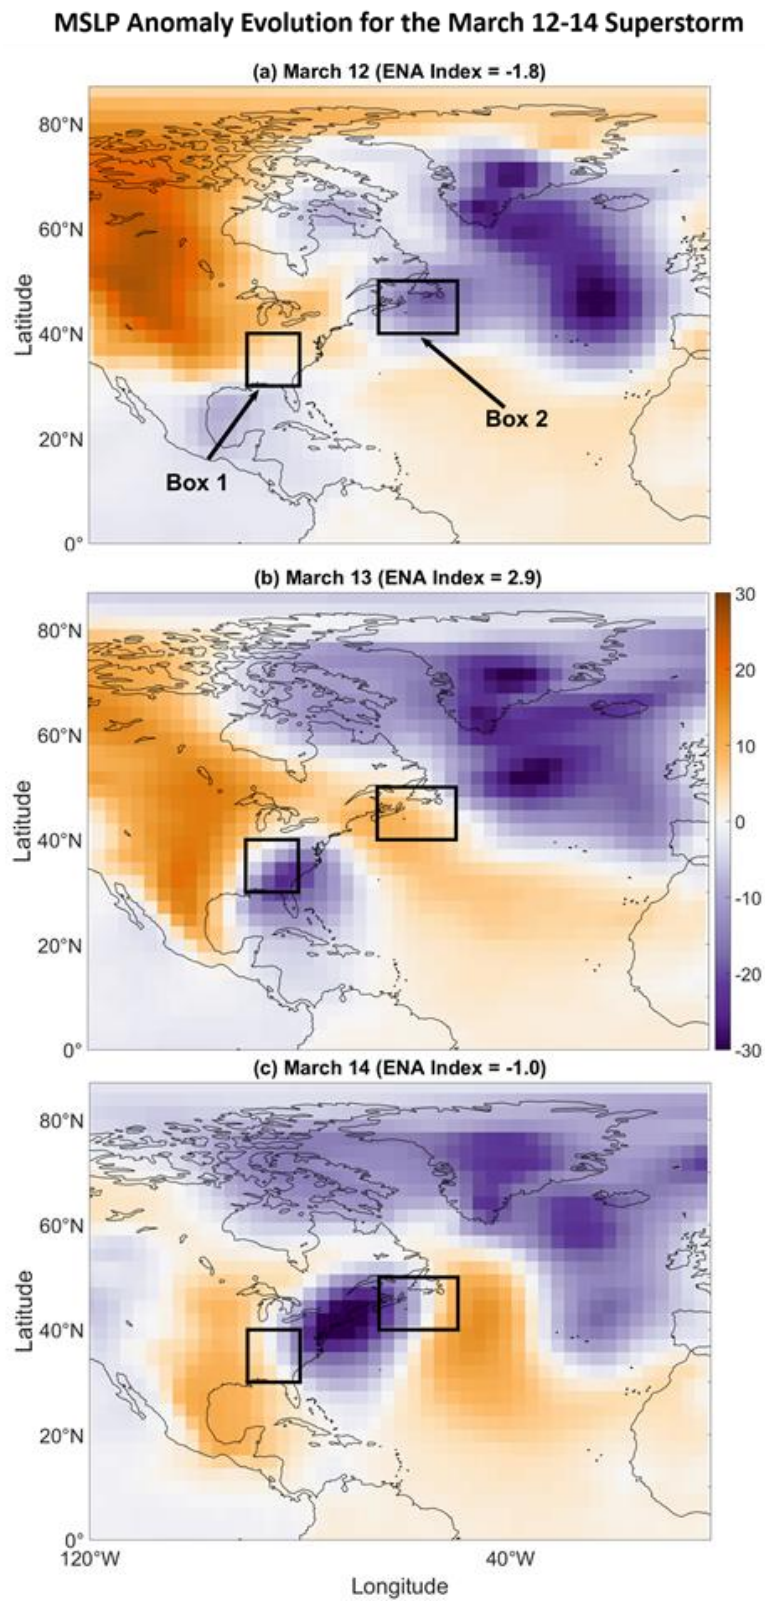 MSLP Anomaly Evolution for the March 12-14 Superstorm
(a) March 12 (ENA Index = -1.8)
80°N
60°N
40°N
20°N
0°
Latitude
Box 1
Box 2
(b) March 13 (ENA Index = 2.9)
80°N
60°N
40°N
20°N
0°
Latitude
30
20
10
0
-10
-20
-30
(c) March 14 (ENA Index = -1.0)
80°N
60°N
40°N
20°N
0°
Latitude
120°W
40°W
Longitude